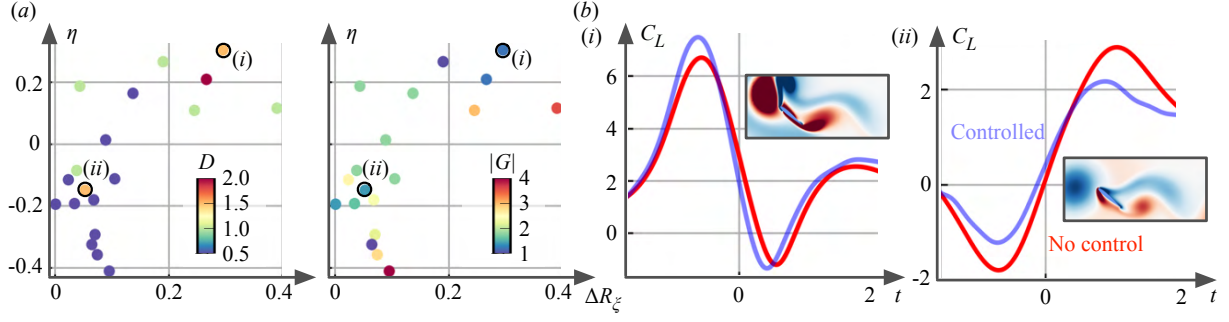 (a)
η
(i)
0.2
0
(ii)
-0.2
-0.4
D
2.0
1.5
1.0
0.5
0
0.2
0.4
η
(i)
(ii)
|G|
4
3
2
1
0
0.2
0.4
ΔR_ξ
(b)
(i)
C_L
6
4
2
0
0
2
t
(ii)
C_L
2
Controlled
0
No control
-2
0
2
t